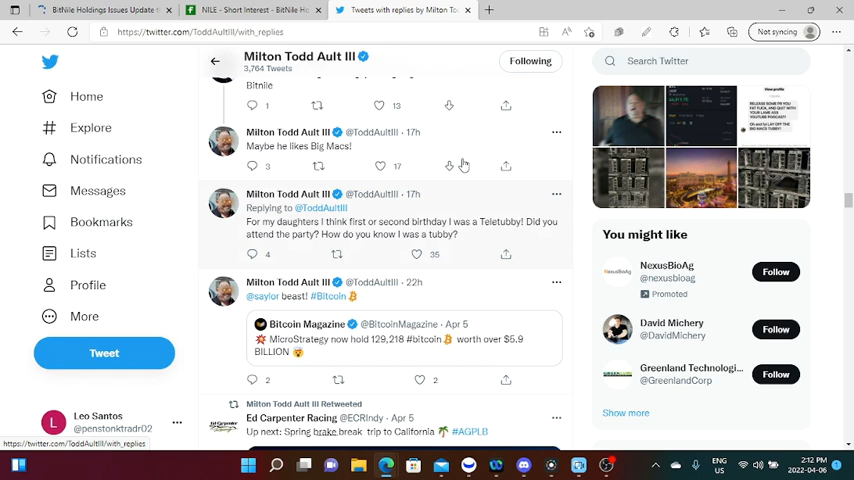 BitNile Holdings Issues Update th
NILE - Short Interest - BitNile Ho
Tweets with replies by Milton To
https://twitter.com/ToddAultIII/with_replies
Not syncing
Milton Todd Ault III
3,764 Tweets
Following
Search Twitter
Home
Explore
Notifications
Messages
Bookmarks
Lists
Profile
More
Tweet
Leo Santos
@penstonktradr02
https://twitter.com/ToddAultIII/with_replies
Bitnile
1
13
Milton Todd Ault III @ToddAultIII · 17h
Maybe he likes Big Macs!
3
17
Milton Todd Ault III @ToddAultIII · 17h
Replying to @ToddAultIII
For my daughters I think first or second birthday I was a Teletubby! Did you
attend the party? How do you know I was a tubby?
4
35
Milton Todd Ault III @ToddAultIII · 22h
@saylor beast! #Bitcoin
Bitcoin Magazine @BitcoinMagazine · Apr 5
MicroStrategy now hold 129,218 #bitcoin worth over $5.9
BILLION
2
2
Milton Todd Ault III Retweeted
Ed Carpenter Racing @ECRIndy · Apr 5
Up next: Spring brake break trip to California #AGPLB
You might like
NexusBioAg
@nexusbioag
Promoted
Follow
David Michery
@DavidMichery
Follow
Greenland Technologi...
@GreenlandCorp
Follow
Show more
ENG
US
2:12 PM
2022-04-06